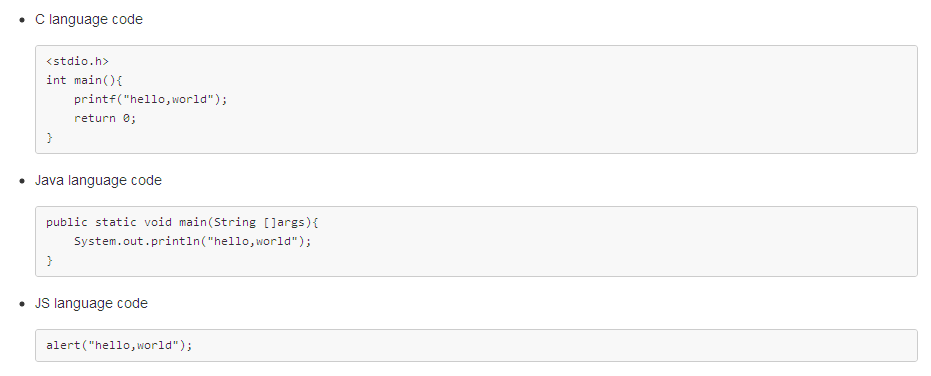 C language code
<stdio.h>
int main(){
    printf("hello,world");
    return 0;
}
Java language code
public static void main(String []args){
    System.out.println("hello,world");
}
JS language code
alert("hello,world");